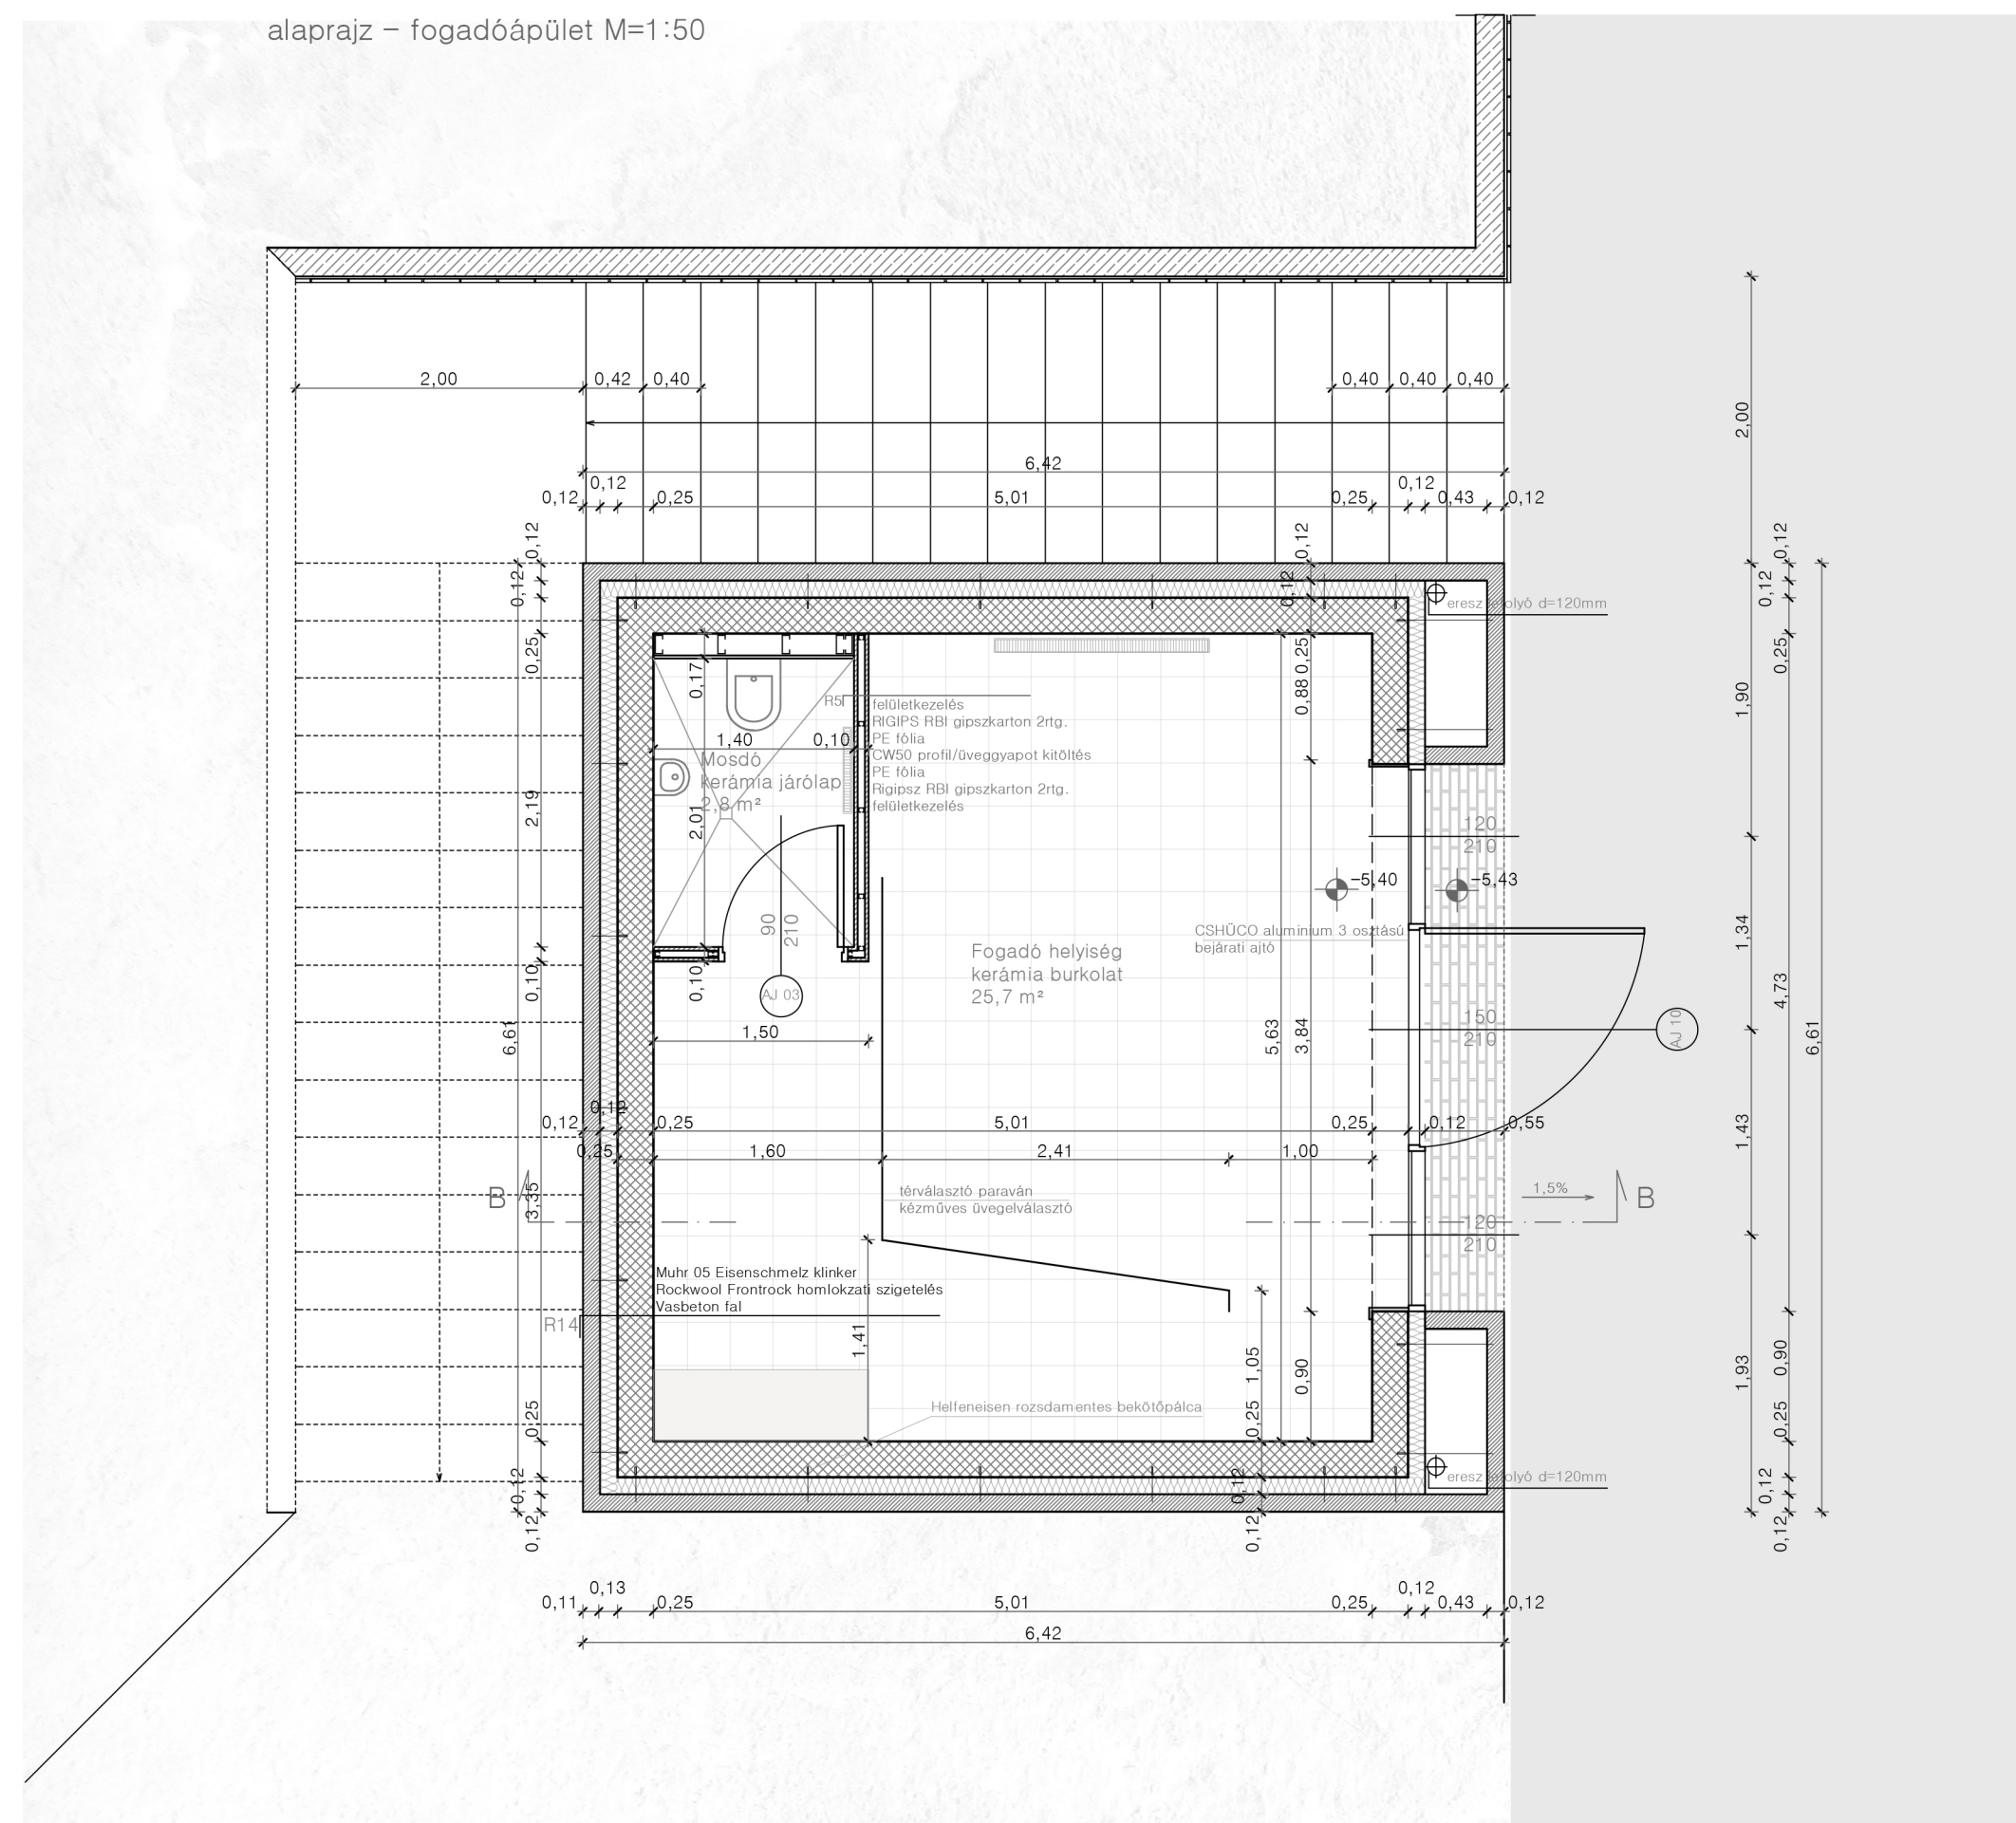 alaprajz – fogadóápület M=1:50
2,00
0,42
0,40
0,40
0,40
0,40
6,42
0,12
0,12
0,25
5,01
0,25
0,12
0,43
0,12
2,00
0,12
0,12
0,25
2,19
0,10
6,61
3,35
0,25
0,12
0,12
0,12
0,12
0,25
0,88
eresz lefolyó d=120mm
0,17
R5
felületkezelés
RIGIPS RBI gipszkarton 2rtg.
PE fólia
CW50 profil/üveggyapot kitöltés
PE fólia
Rigipsz RBI gipszkarton 2rtg.
felületkezelés
1,40
0,10
Mosdó
kerámia járólap
2,8 m²
2,01
90
210
0,10
AJ 03
1,50
Fogadó helyiség
kerámia burkolat
25,7 m²
CSHÜCO aluminium 3 osztású
bejárati ajtó
-5,40
-5,43
120
210
150
210
AJ 10
5,63
3,84
0,12
0,12
0,25
5,01
0,25
0,12
0,55
0,25
1,60
2,41
1,00
B
térválasztó paraván
kézműves üvegelválasztó
1,5%
B
120
210
Muhr 05 Eisenschmelz klinker
Rockwool Frontrock homlokzati szigetelés
Vasbeton fal
R14
1,41
1,05
0,90
0,25
0,12
0,12
Helfeneisen rozsdamentes bekötőpálca
eresz lefolyó d=120mm
1,90
1,34
1,43
1,93
0,12
0,12
0,25
4,73
0,90
0,25
0,12
0,12
6,61
0,11
0,13
0,25
5,01
0,25
0,12
0,43
0,12
6,42